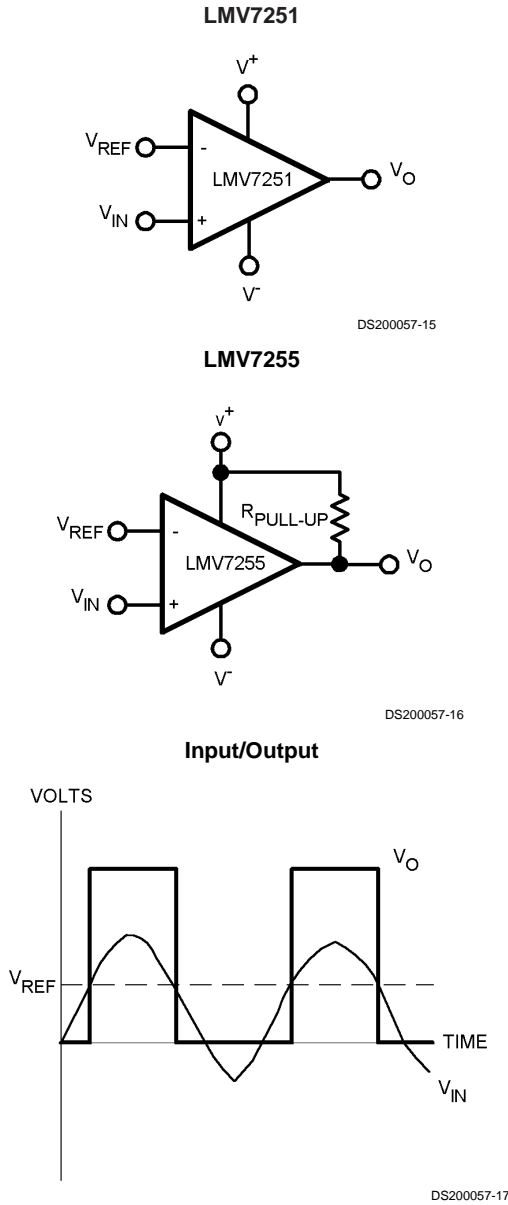 LMV7251
V+
VREF
-
LMV7251
VO
VIN
+
V-
DS200057-15
LMV7255
v+
RPULL-UP
VREF
-
LMV7255
VO
VIN
+
V-
DS200057-16
Input/Output
VOLTS
VO
VREF
TIME
VIN
DS200057-17